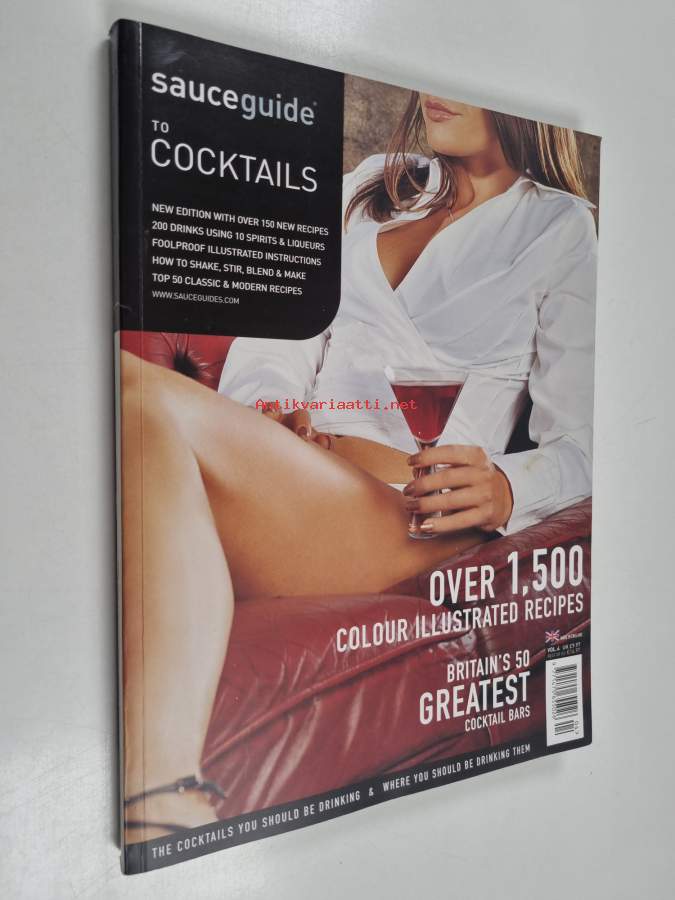 sauceguide
TO
COCKTAILS
NEW EDITION WITH OVER 150 NEW RECIPES
200 DRINKS USING 10 SPIRITS & LIQUEURS
FOOLPROOF ILLUSTRATED INSTRUCTIONS
HOW TO SHAKE, STIR, BLEND & MAKE
TOP 50 CLASSIC & MODERN RECIPES
WWW.SAUCEGUIDES.COM
Antikvariaatti.net
OVER 1,500
COLOUR ILLUSTRATED RECIPES
VOL.4
BRITAIN'S 50
GREATEST
COCKTAIL BARS
THE COCKTAILS YOU SHOULD BE DRINKING & WHERE YOU SHOULD BE DRINKING THEM